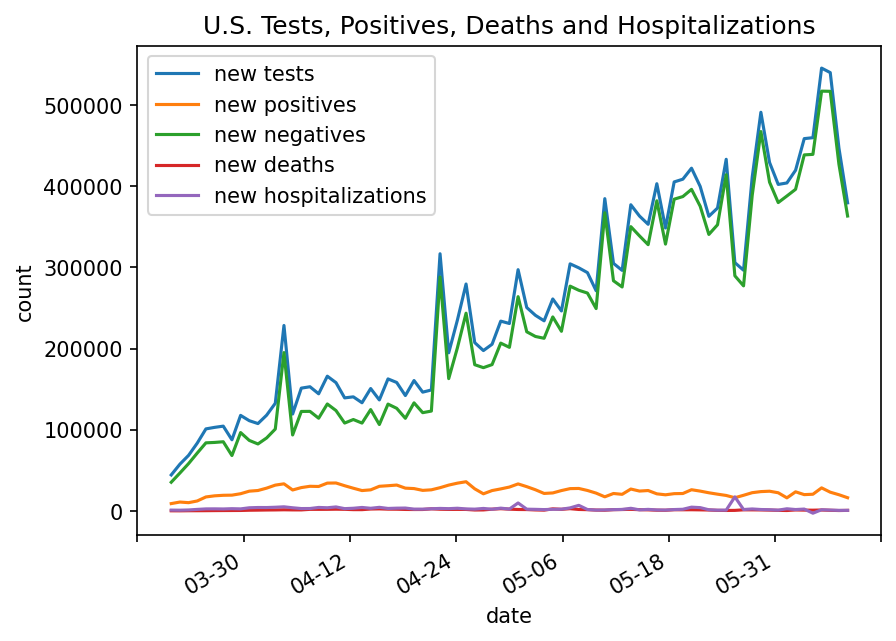 U.S. Tests, Positives, Deaths and Hospitalizations
new tests
new positives
new negatives
new deaths
new hospitalizations
500000
400000
300000
200000
100000
0
count
03-30
04-12
04-24
05-06
05-18
05-31
date